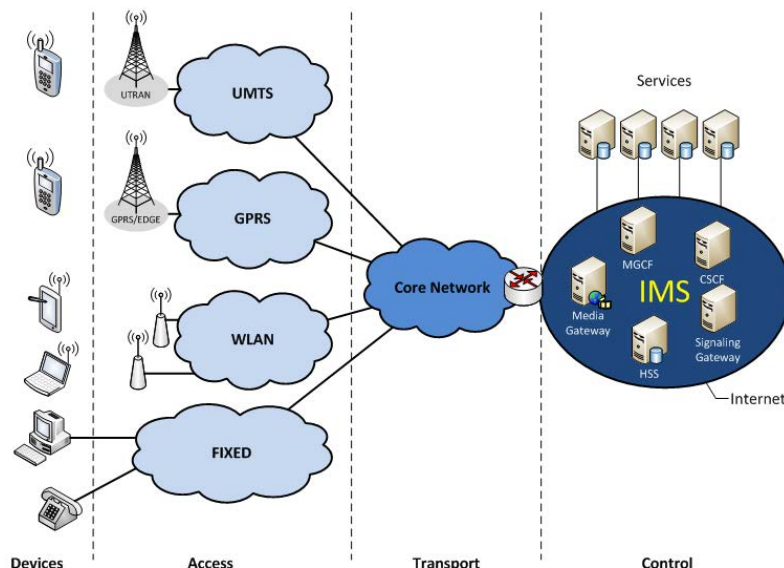 Services
UTRAN
UMTS
GPRS/EDGE
GPRS
MGCF
CSCF
Core Network
IMS
Media
Gateway
WLAN
Signaling
Gateway
HSS
Internet
FIXED
Devices
Access
Transport
Control